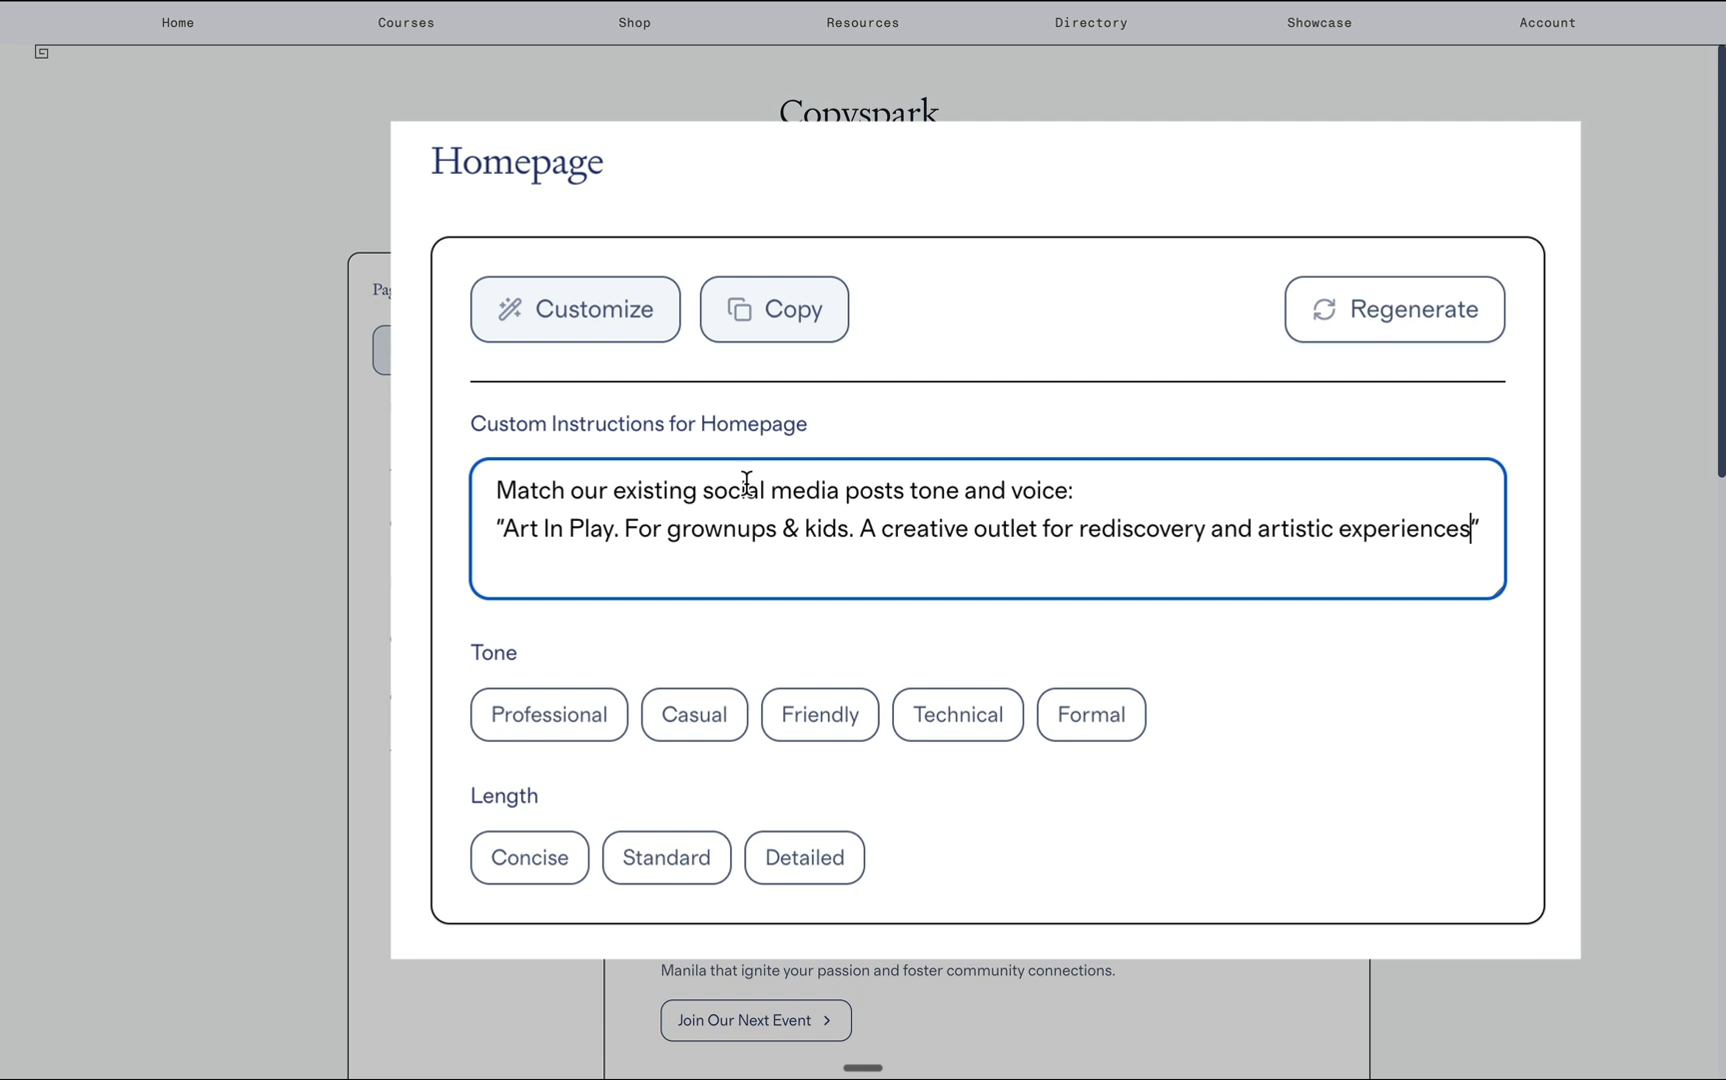 Home Courses Shop Resources Directory Showcase Account
Copyspark
Homepage
Customize Copy Regenerate
Custom Instructions for Homepage
Match our existing social media posts tone and voice:
"Art In Play. For grownups & kids. A creative outlet for rediscovery and artistic experiences"
Tone
Professional Casual Friendly Technical Formal
Length
Concise Standard Detailed
Manila that ignite your passion and foster community connections.
Join Our Next Event